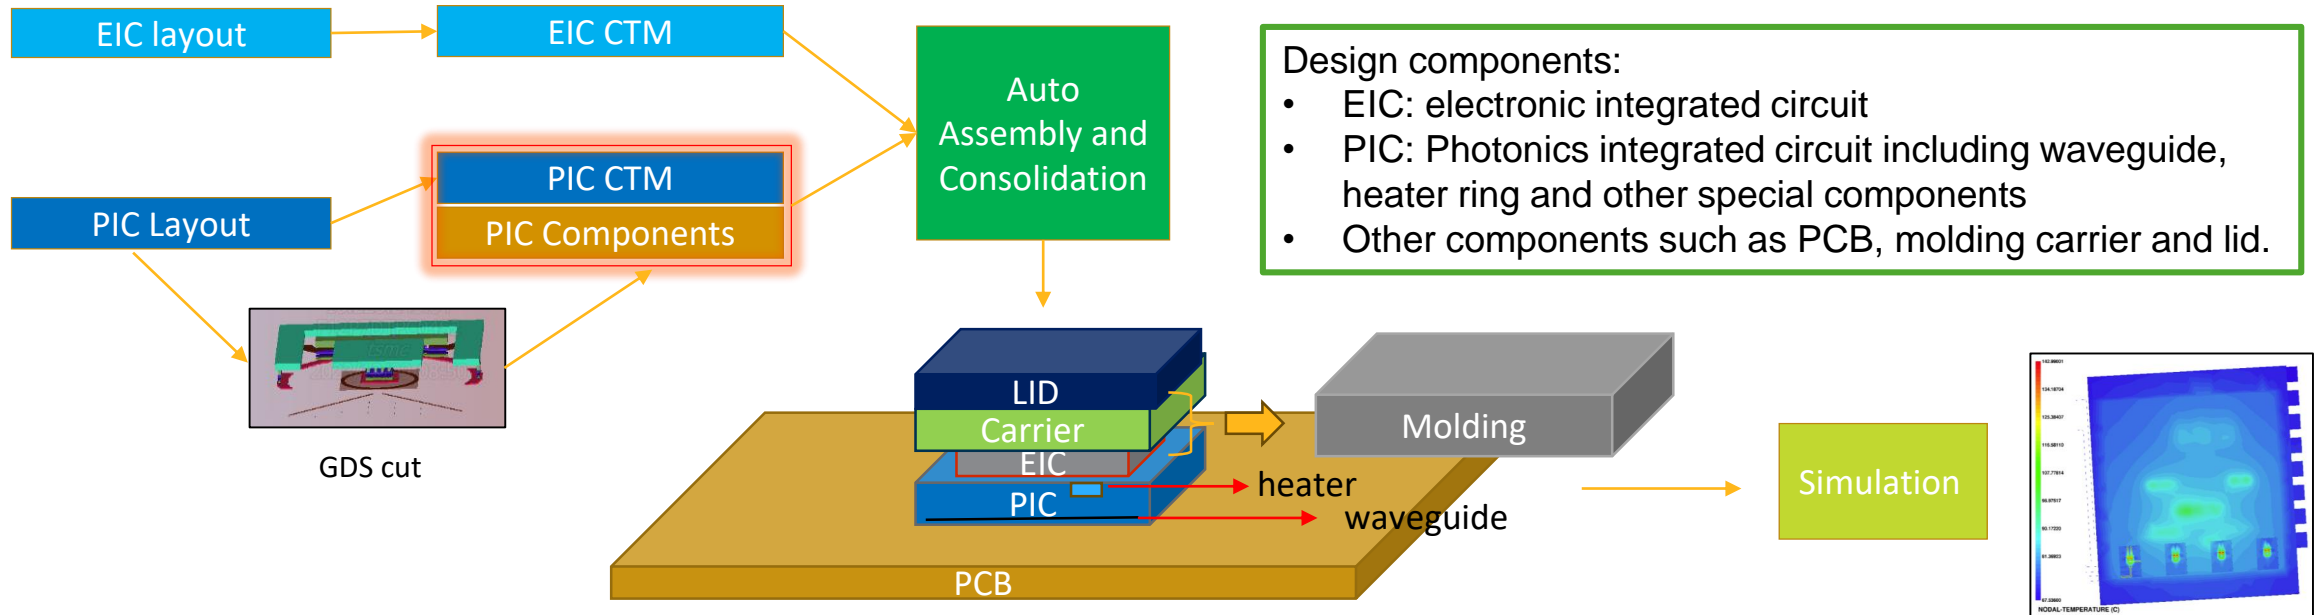 EIC layout
EIC CTM
Auto
Assembly and
Consolidation
PIC Layout
PIC CTM
PIC Components
GDS cut
Design components:
• EIC: electronic integrated circuit
• PIC: Photonics integrated circuit including waveguide,
heater ring and other special components
• Other components such as PCB, molding carrier and lid.
LID
Carrier
EIC
PIC
heater
waveguide
PCB
Molding
Simulation
NODAL-TEMPERATURE (C)